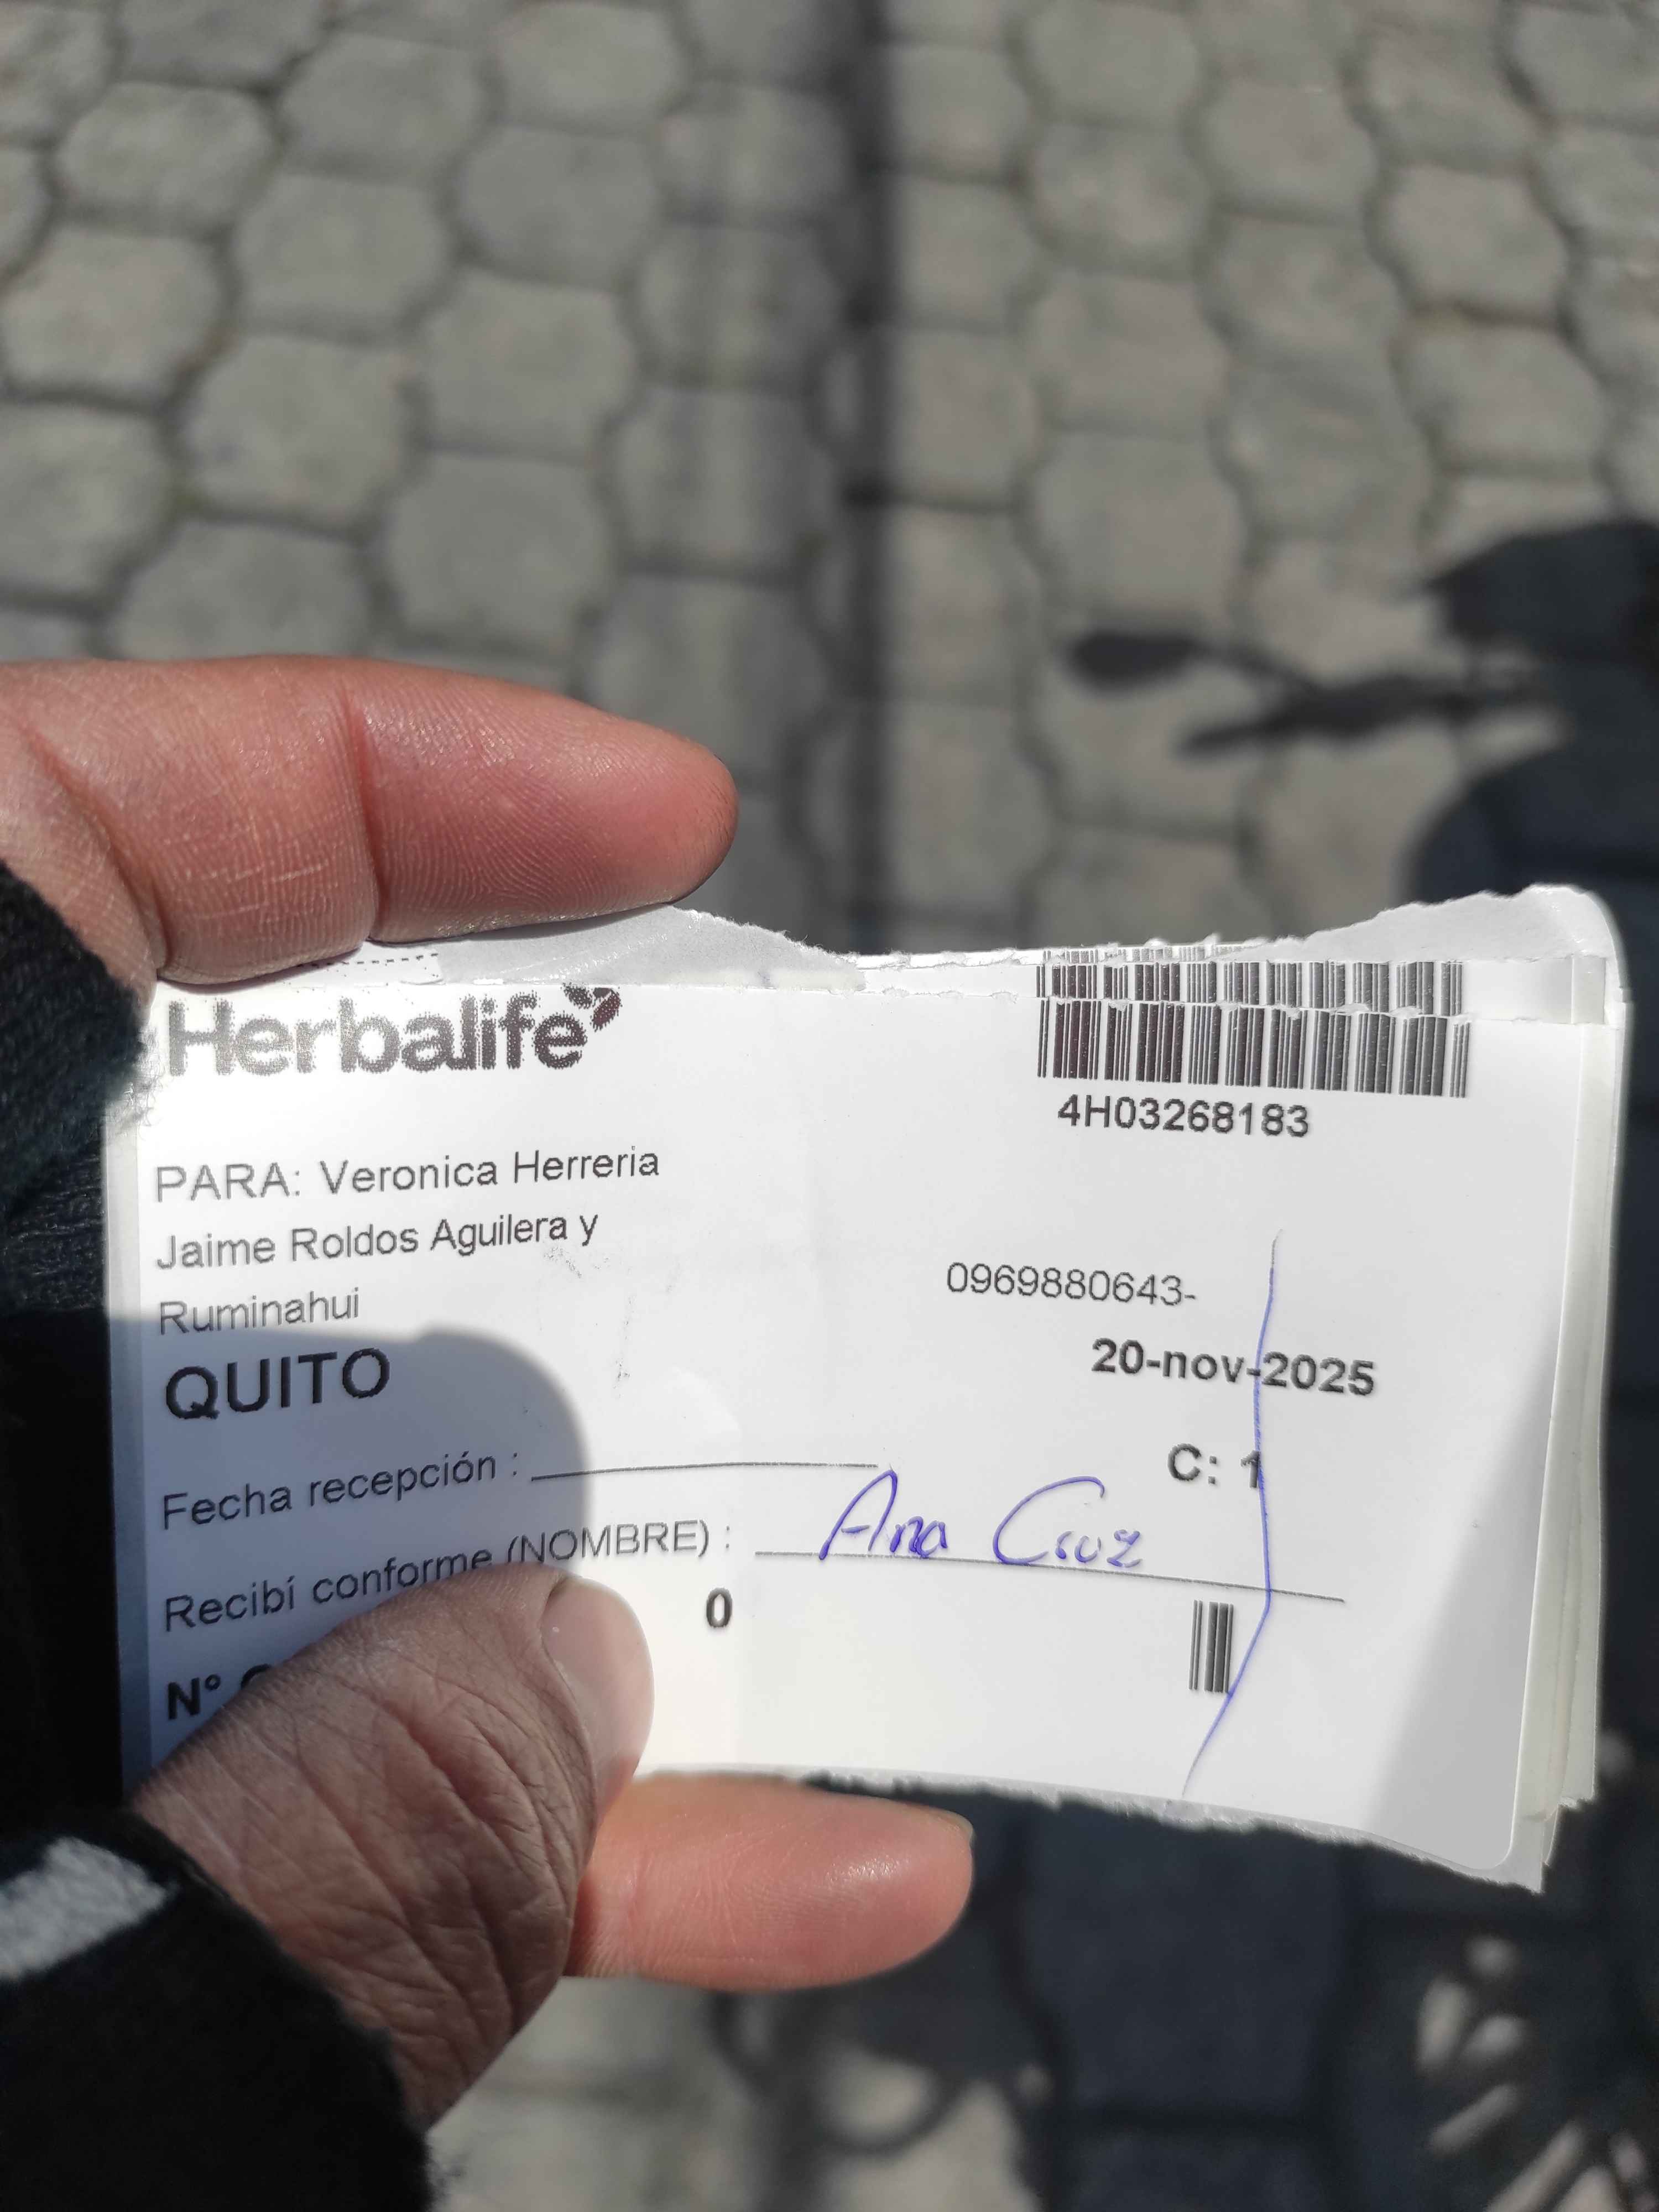 Herbalife
4H03268183
PARA: Veronica Herreria
Jaime Roldos Aguilera y
Ruminahui
0969880643-
QUITO
20-nov-2025
C: 1
Fecha recepción :
Recibí conforme (NOMBRE) : Ana Cruz
N° 0